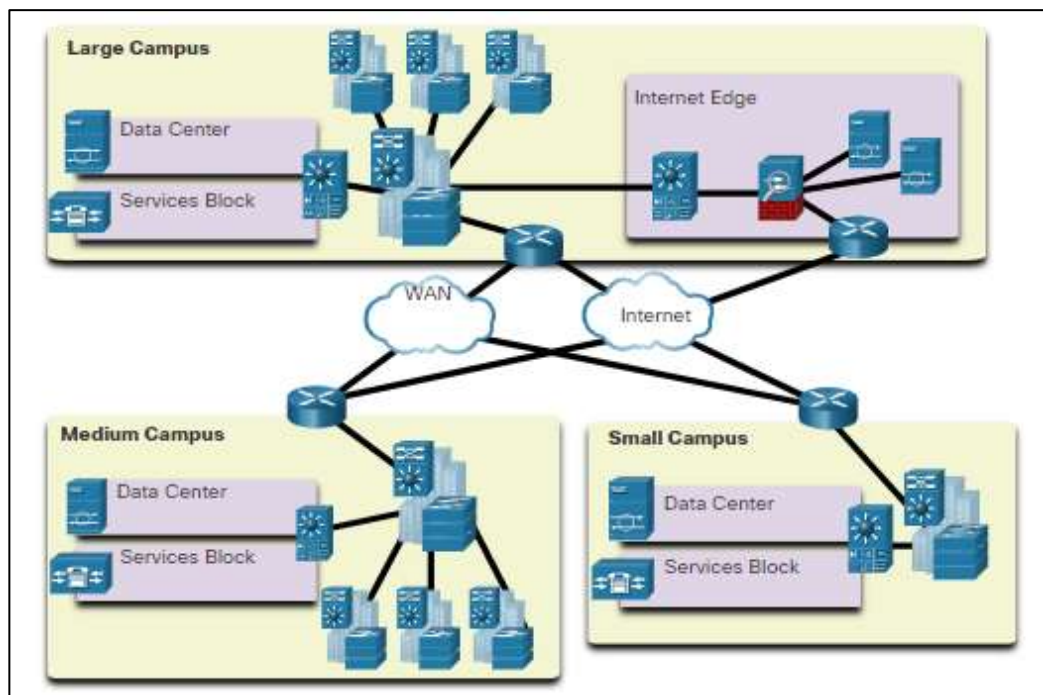 Large Campus
Data Center
Services Block
Internet Edge
WAN
Internet
Medium Campus
Data Center
Services Block
Small Campus
Data Center
Services Block